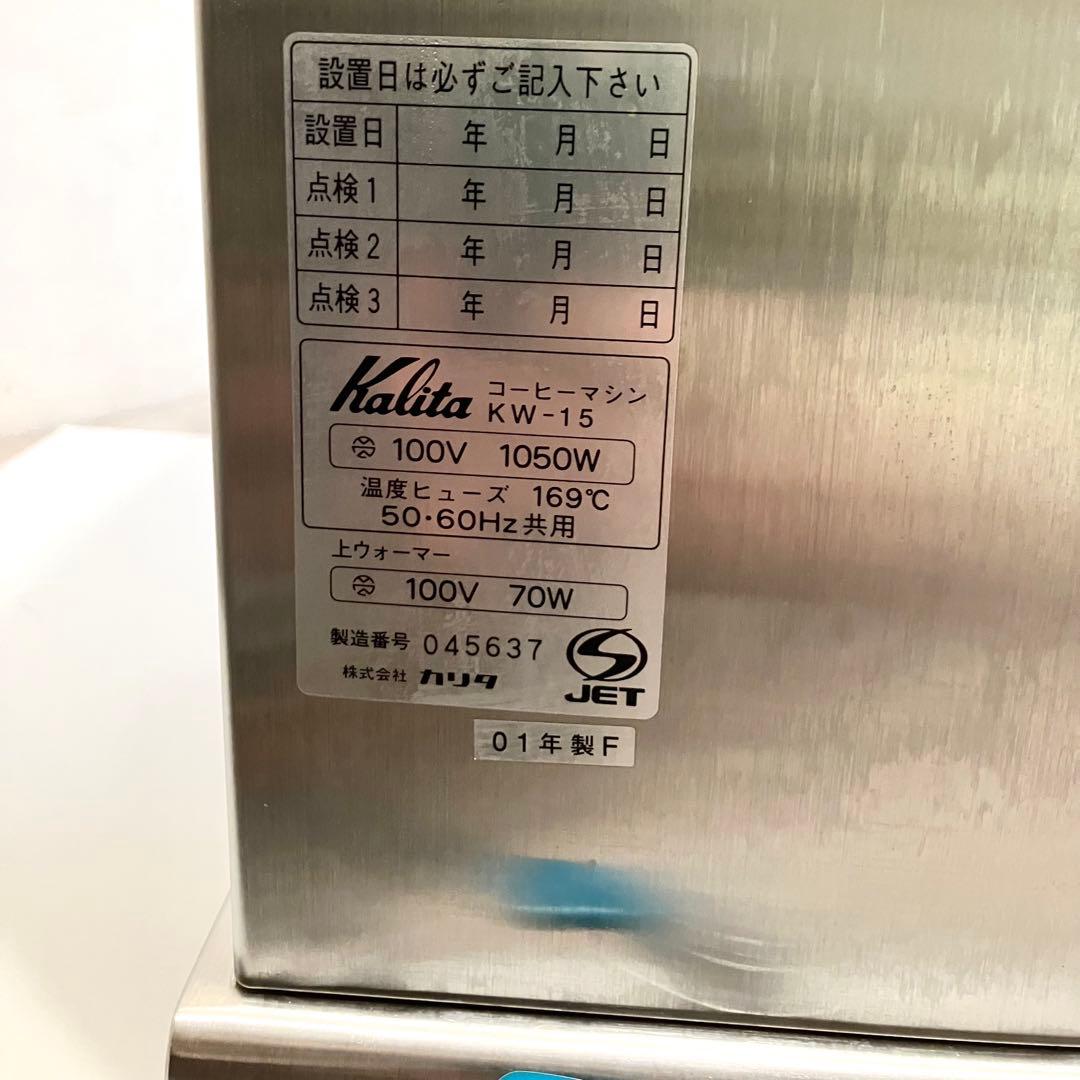 設置日は必ずご記入下さい
設置日 年 月 日
点検1 年 月 日
点検2 年 月 日
点検3 年 月 日
Kalita コーヒーマシン
KW-15
100V 1050W
温度ヒューズ 169℃
50・60Hz共用
上ウォーマー
100V 70W
製造番号 045637
株式会社 カリタ
JET
01年製F